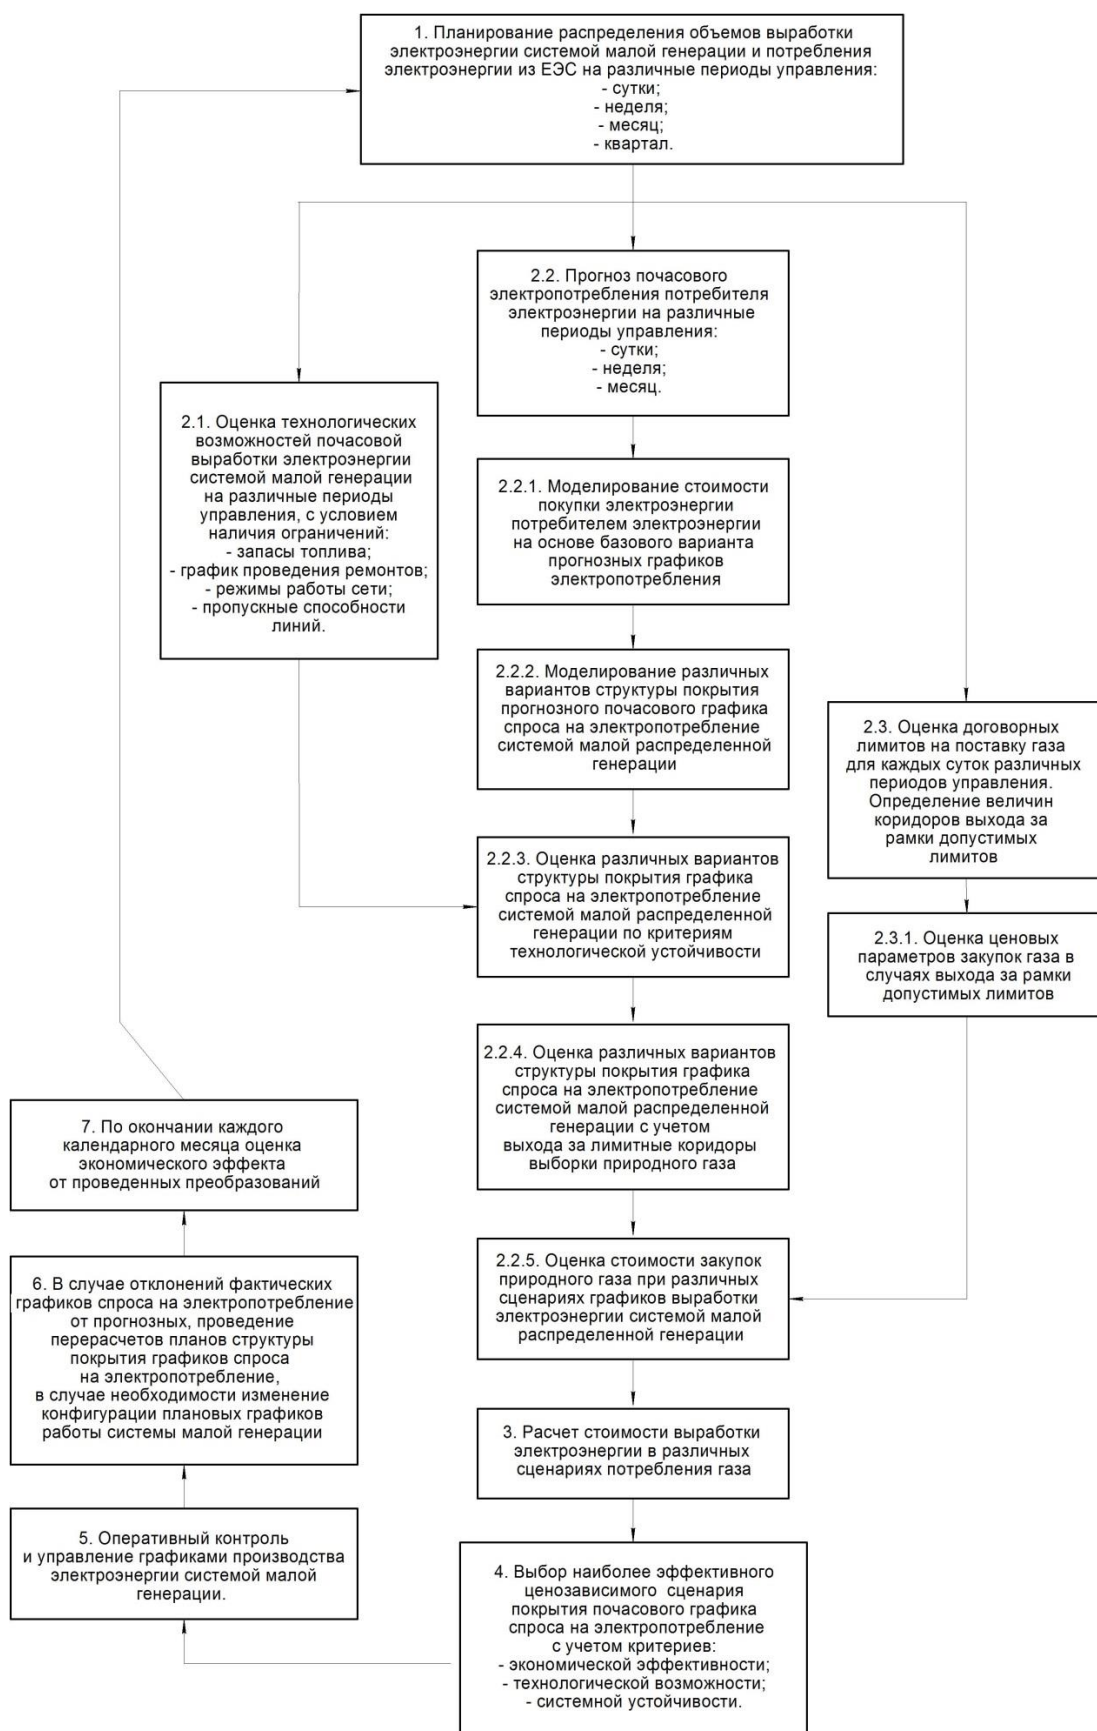 1. Планирование распределения объемов выработки
электроэнергии системой малой генерации и потребления
электроэнергии из ЕЭС на различные периоды управления:
- сутки;
- неделя;
- месяц;
- квартал.
2.2. Прогноз почасового
электропотребления потребителя
электроэнергии на различные
периоды управления:
- сутки;
- неделя;
- месяц.
2.1. Оценка технологических
возможностей почасовой
выработки электроэнергии
системой малой генерации
на различные периоды
управления, с условием
наличия ограничений:
- запасы топлива;
- график проведения ремонтов;
- режимы работы сети;
- пропускные способности
линий.
2.2.1. Моделирование стоимости
покупки электроэнергии
потребителем электроэнергии
на основе базового варианта
прогнозных графиков
электропотребления
2.2.2. Моделирование различных
вариантов структуры покрытия
прогнозного почасового графика
спроса на электропотребление
системой малой распределенной
генерации
2.3. Оценка договорных
лимитов на поставку газа
для каждых суток различных
периодов управления.
Определение величин
коридоров выхода за
рамки допустимых
лимитов
2.2.3. Оценка различных вариантов
структуры покрытия графика
спроса на электропотребление
системой малой распределенной
генерации по критериям
технологической устойчивости
2.3.1. Оценка ценовых
параметров закупок газа в
случаях выхода за рамки
допустимых лимитов
2.2.4. Оценка различных вариантов
структуры покрытия графика
спроса на электропотребление
системой малой распределенной
генерации с учетом
выхода за лимитные коридоры
выборки природного газа
7. По окончании каждого
календарного месяца оценка
экономического эффекта
от проведенных преобразований
2.2.5. Оценка стоимости закупок
природного газа при различных
сценариях графиков выработки
электроэнергии системой малой
распределенной генерации
6. В случае отклонений фактических
графиков спроса на электропотребление
от прогнозных, проведение
перерасчетов планов структуры
покрытия графиков спроса
на электропотребление,
в случае необходимости изменение
конфигурации плановых графиков
работы системы малой генерации
3. Расчет стоимости выработки
электроэнергии в различных
сценариях потребления газа
5. Оперативный контроль
и управление графиками производства
электроэнергии системой малой
генерации.
4. Выбор наиболее эффективного
ценозависимого сценария
покрытия почасового графика
спроса на электропотребление
с учетом критериев:
- экономической эффективности;
- технологической возможности;
- системной устойчивости.